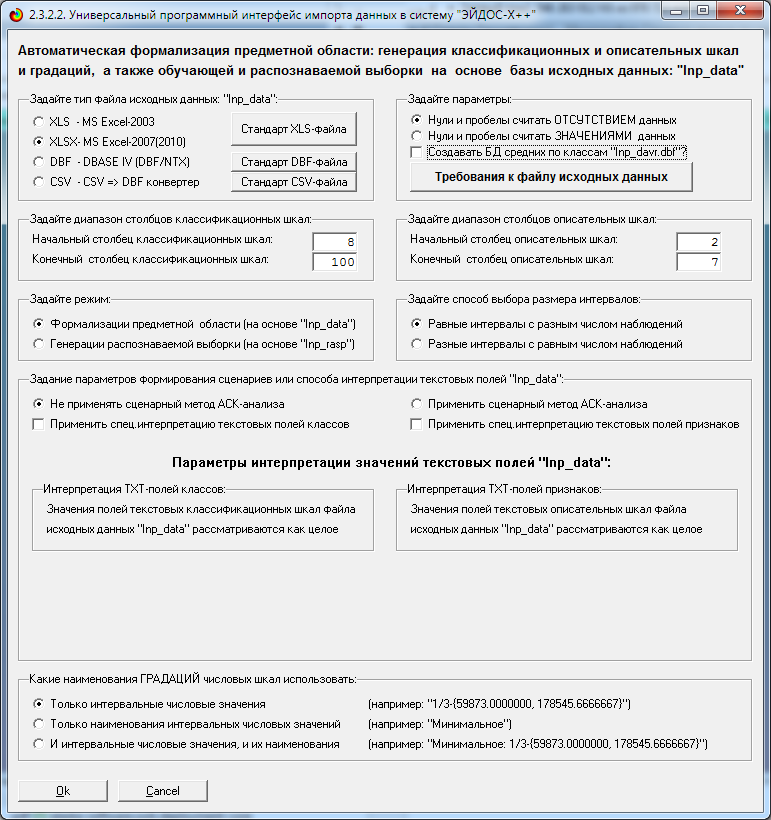 2.3.2.2. Универсальный программный интерфейс импорта данных в систему "ЭЙДОС-X++"
Автоматическая формализация предметной области: генерация классификационных и описательных шкал
и градаций, а также обучающей и распознаваемой выборки на основе базы исходных данных: "Inp_data"
Задайте тип файла исходных данных: "Inp_data":
XLS - MS Excel-2003
XLSX- MS Excel-2007(2010)
DBF - DBASE IV (DBF/NTX)
CSV - CSV => DBF конвертер
Стандарт XLS-файла
Стандарт DBF-файла
Стандарт CSV-файла
Задайте параметры:
Нули и пробелы считать ОТСУТСТВИЕМ данных
Нули и пробелы считать ЗНАЧЕНИЯМИ данных
Создавать БД средних по классам "Inp_davr.dbf"?
Требования к файлу исходных данных
Задайте диапазон столбцов классификационных шкал:
Начальный столбец классификационных шкал: 8
Конечный столбец классификационных шкал: 100
Задайте диапазон столбцов описательных шкал:
Начальный столбец описательных шкал: 2
Конечный столбец описательных шкал: 7
Задайте режим:
Формализации предметной области (на основе "Inp_data")
Генерации распознаваемой выборки (на основе "Inp_rasp")
Задайте способ выбора размера интервалов:
Равные интервалы с разным числом наблюдений
Разные интервалы с равным числом наблюдений
Задание параметров формирования сценариев или способа интерпретации текстовых полей "Inp_data":
Не применять сценарный метод АСК-анализа
Применить сценарный метод АСК-анализа
Применить спец.интерпретацию текстовых полей классов
Применить спец.интерпретацию текстовых полей признаков
Параметры интерпретации значений текстовых полей "Inp_data":
Интерпретация TXT-полей классов:
Значения полей текстовых классификационных шкал файла
исходных данных "Inp_data" рассматриваются как целое
Интерпретация TXT-полей признаков:
Значения полей текстовых описательных шкал файла
исходных данных "Inp_data" рассматриваются как целое
Какие наименования ГРАДАЦИЙ числовых шкал использовать:
Только интервальные числовые значения (например: "1/3-{59873.0000000, 178545.6666667}")
Только наименования интервальных числовых значений (например: "Минимальное")
И интервальные числовые значения, и их наименования (например: "Минимальное: 1/3-{59873.0000000, 178545.6666667}")
Ok Cancel